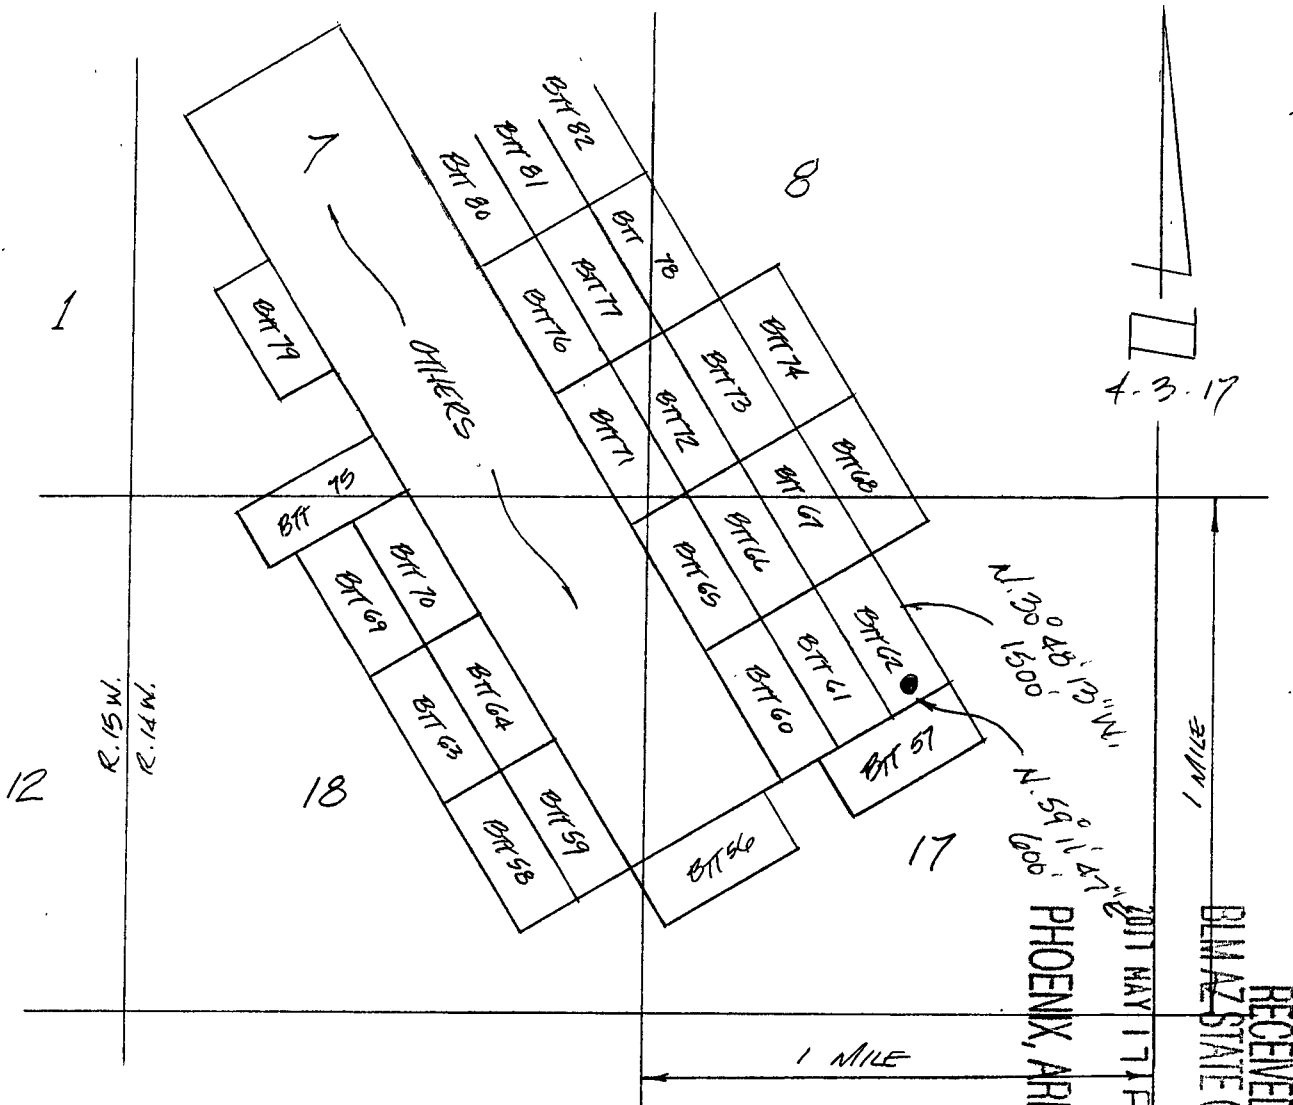 BTT 82
BTT 81
BTT 80
8
7
BTT 78
BTT 77
BTT 76
BTT 79
1
OTHERS
BTT 74
BTT 73
BTT 72
BTT 71
4.3.17
BTT 75
BTT 68
BTT 67
BTT 66
BTT 65
BTT 70
BTT 69
N. 30° 48' 13" W.
1500'
BTT 62
BTT 61
BTT 60
BTT 64
BTT 63
R. 15 W.
R. 14 W.
BTT 57
1 MILE
12
18
17
N. 59° 11' 47" E
600'
BTT 59
BTT 58
BTT 56
RECEIVED
BLM AZ STATE
2017 MAY 17
PHOENIX, ARI
1 MILE